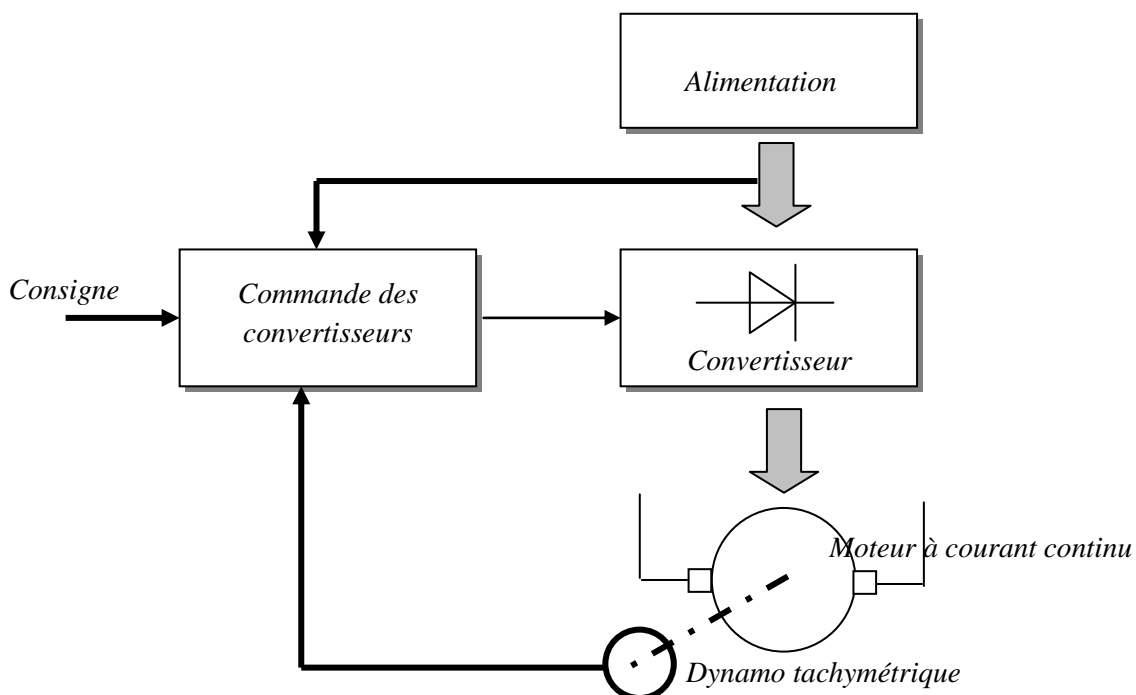 Alimentation
Consigne
Commande des
convertisseurs
Convertisseur
Moteur à courant continu
Dynamo tachymétrique